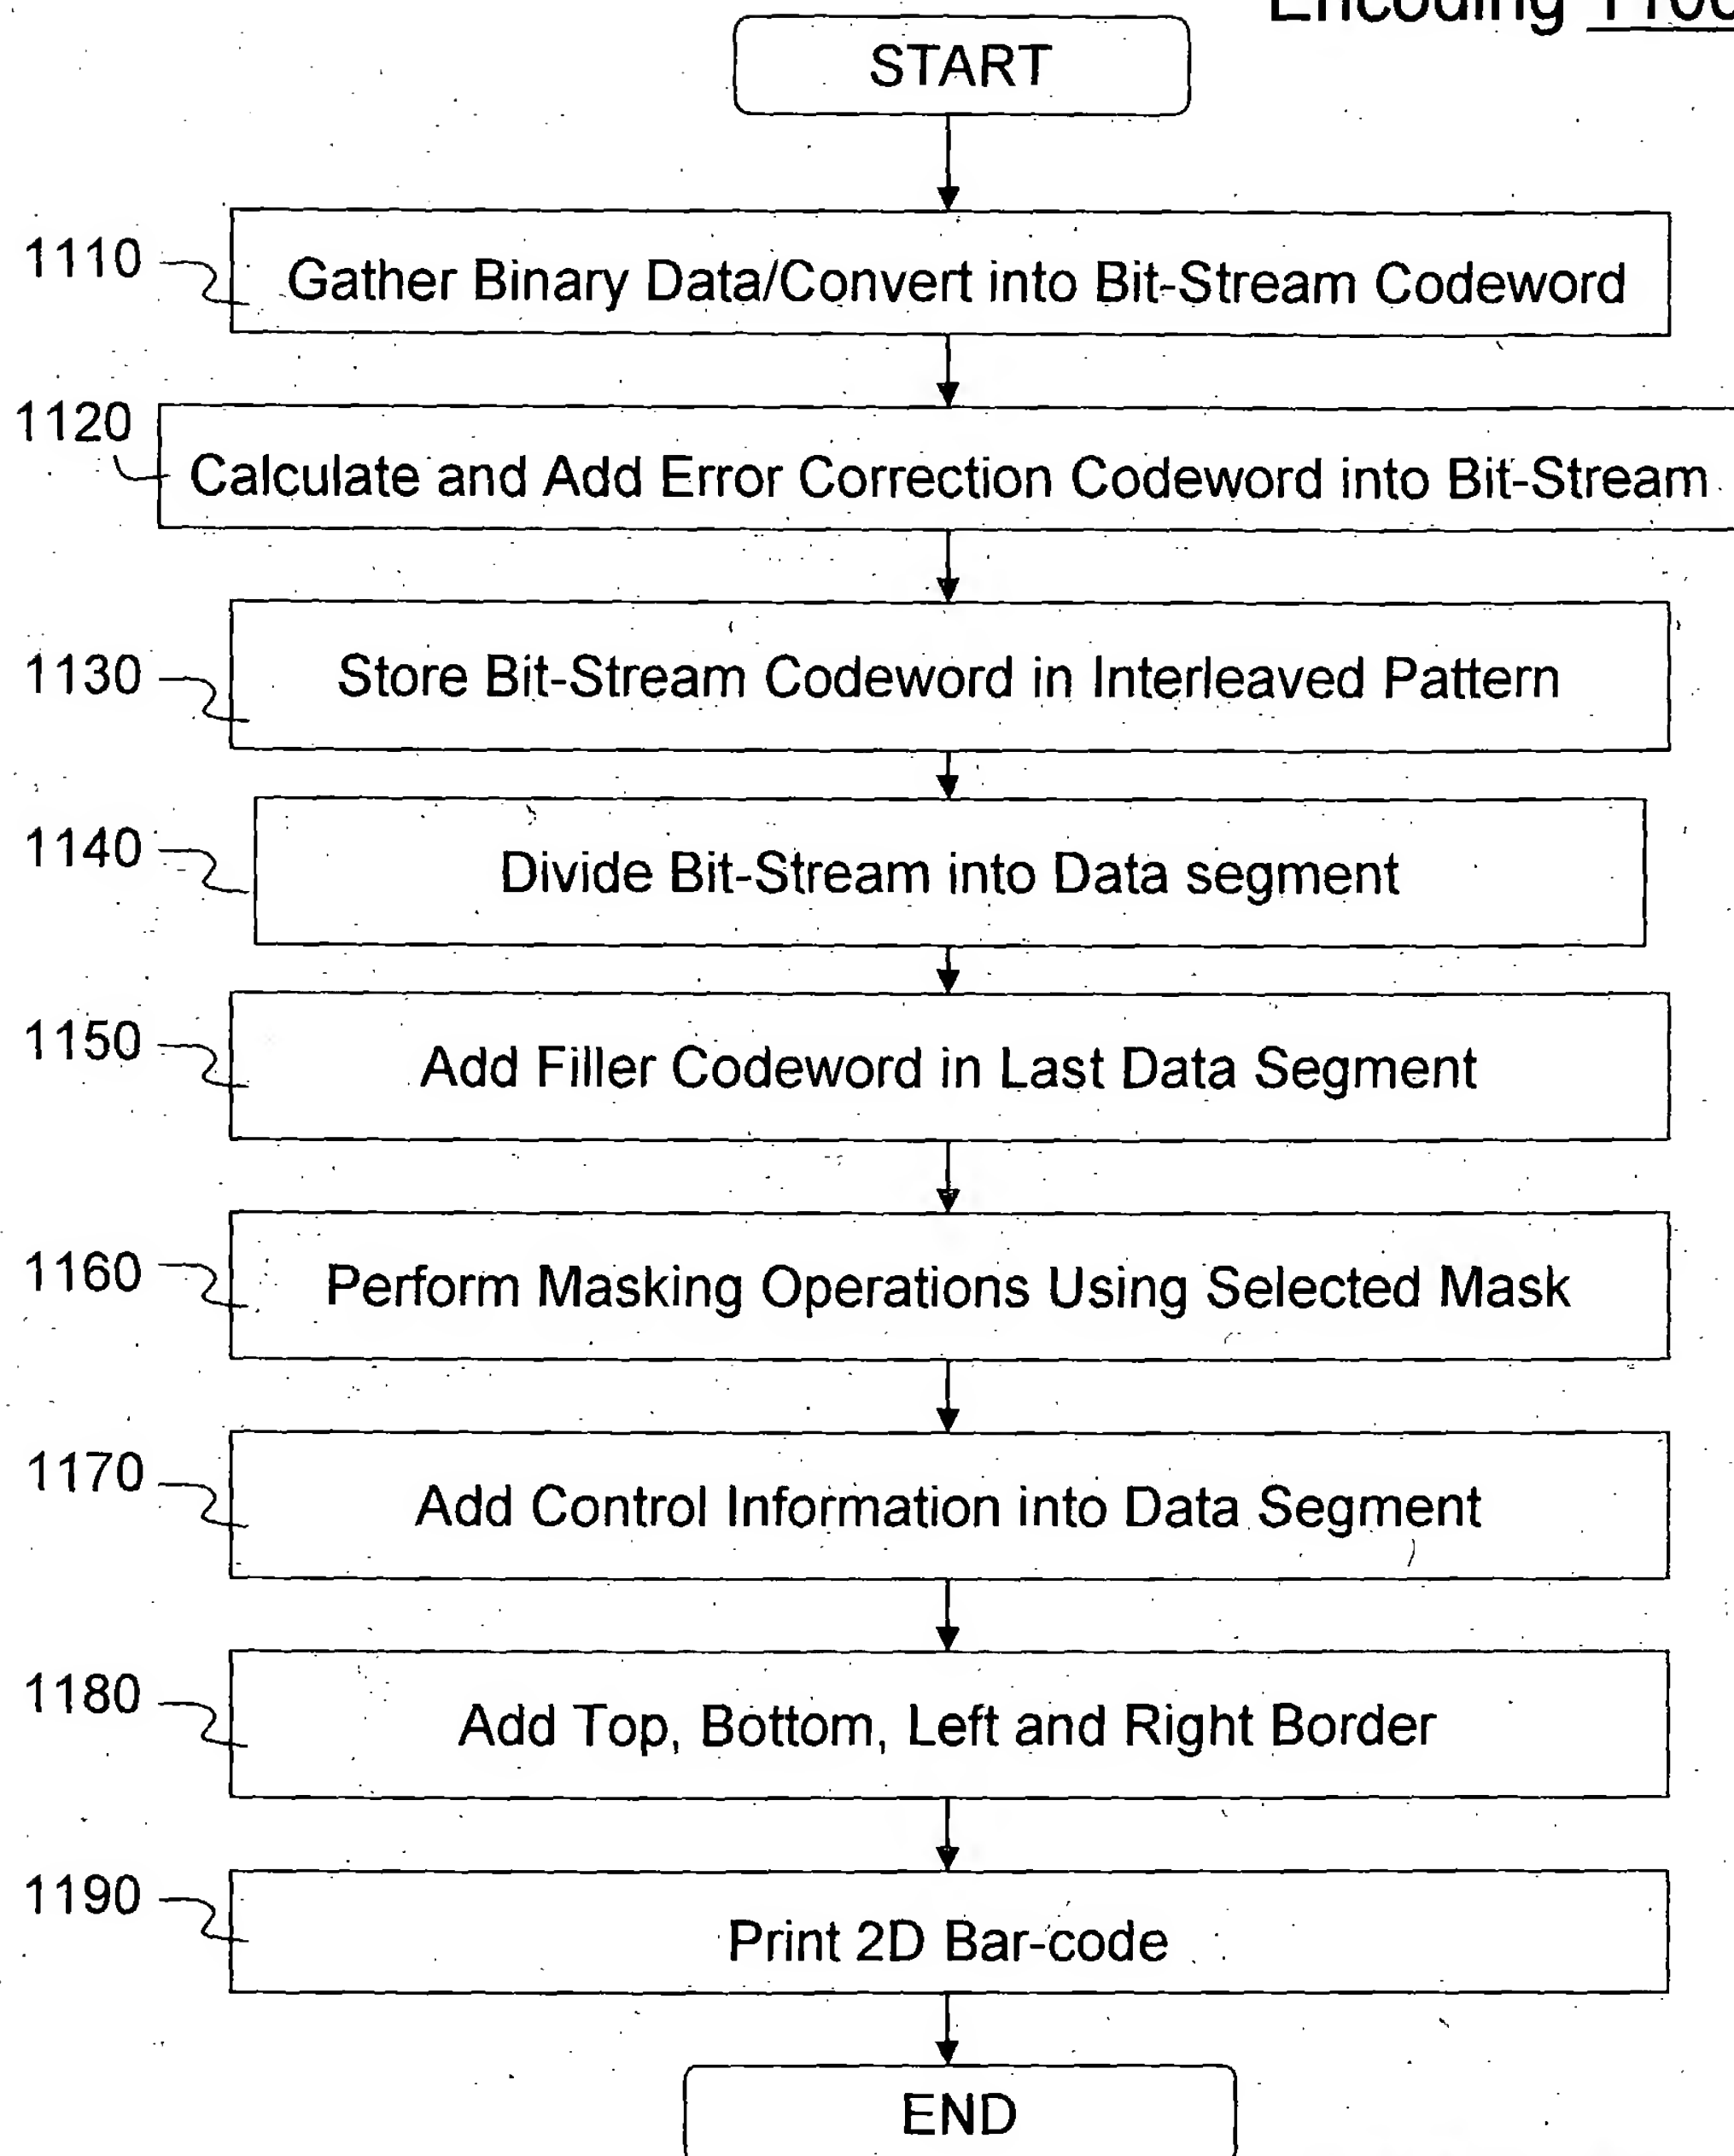 Encoding 1100
START
1110
Gather Binary Data/Convert into Bit-Stream Codeword
1120
Calculate and Add Error Correction Codeword into Bit-Stream
1130
Store Bit-Stream Codeword in Interleaved Pattern
1140
Divide Bit-Stream into Data segment
1150
Add Filler Codeword in Last Data Segment
1160
Perform Masking Operations Using Selected Mask
1170
Add Control Information into Data Segment
1180
Add Top, Bottom, Left and Right Border
1190
Print 2D Bar-code
END